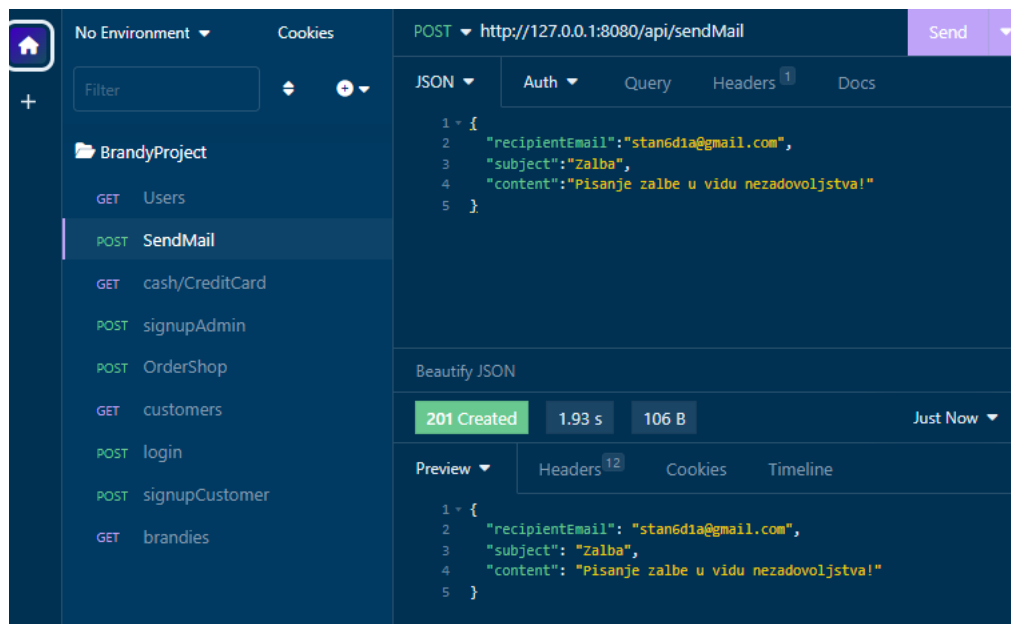 No Environment
Cookies
Filter
BrandyProject
GET Users
POST SendMail
GET cash/CreditCard
POST signupAdmin
POST OrderShop
GET customers
POST login
POST signupCustomer
GET brandies
POST http://127.0.0.1:8080/api/sendMail
Send
JSON Auth Query Headers 1 Docs
1 {
2 "recipientEmail":"stan6d1a@gmail.com",
3 "subject":"Zalba",
4 "content":"Pisanje zalbe u vidu nezadovoljstva!"
5 }
Beautify JSON
201 Created 1.93 s 106 B Just Now
Preview Headers 12 Cookies Timeline
1 {
2 "recipientEmail": "stan6d1a@gmail.com",
3 "subject": "Zalba",
4 "content": "Pisanje zalbe u vidu nezadovoljstva!"
5 }